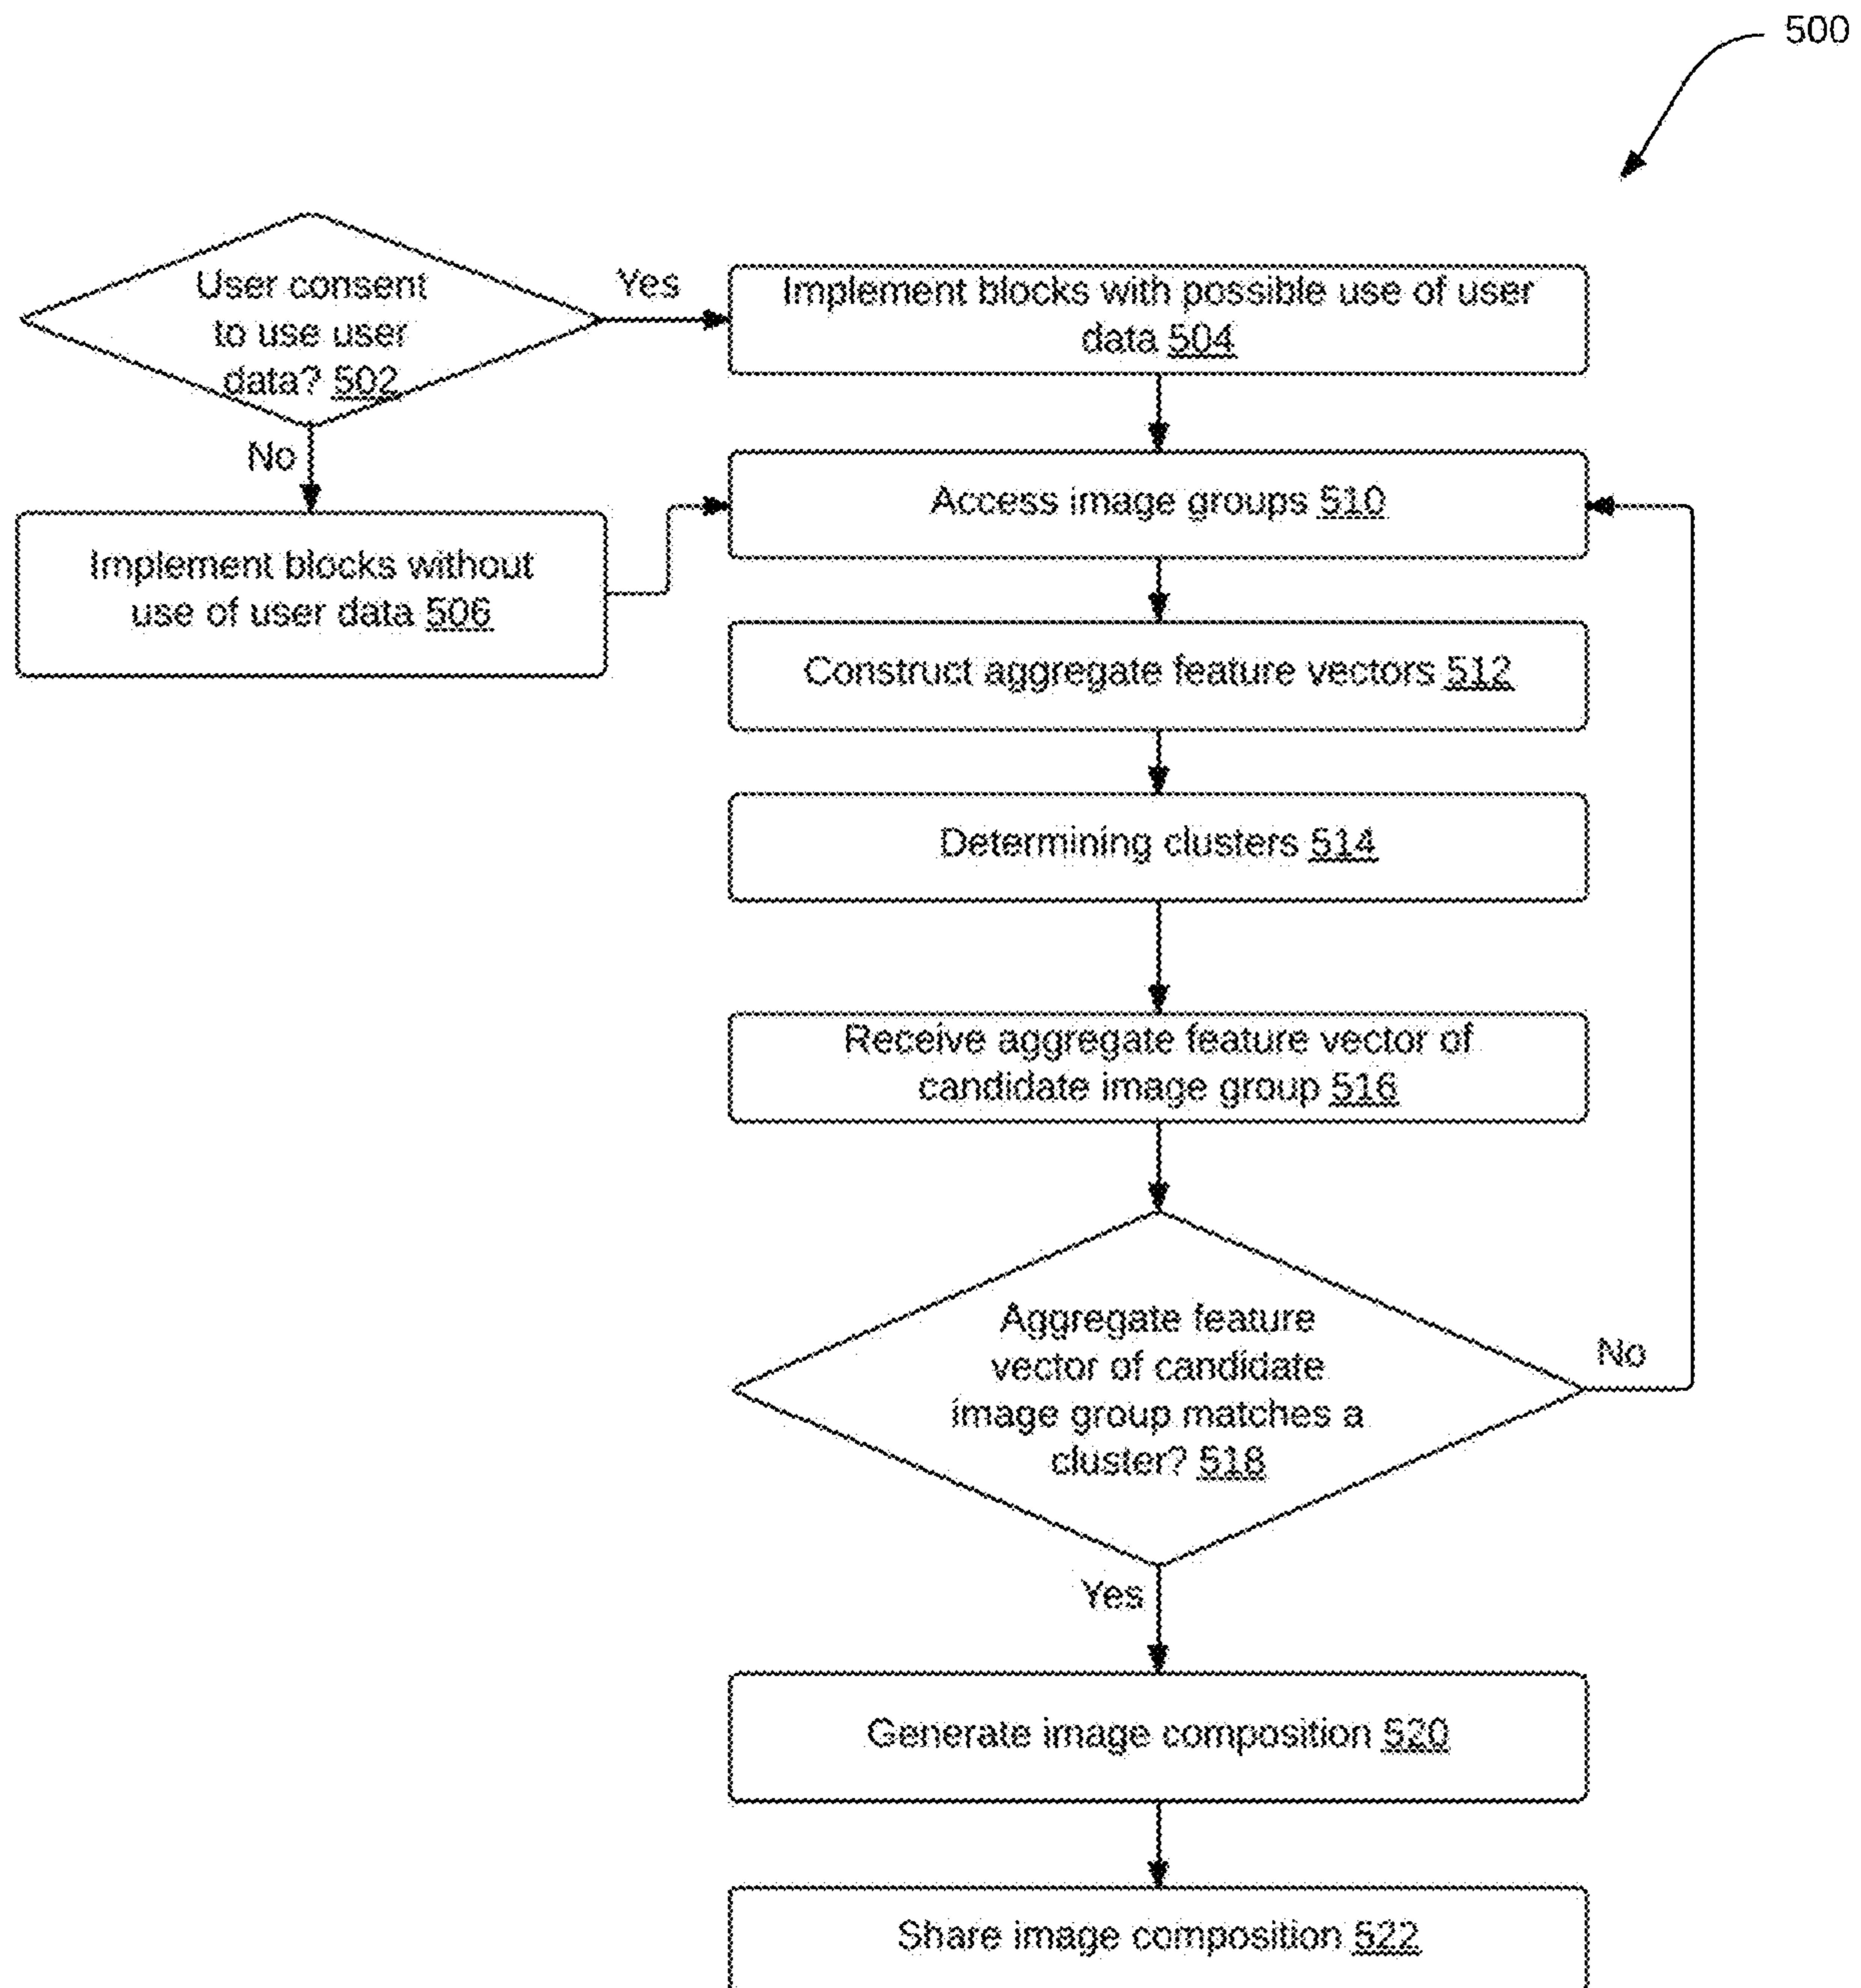 500
User consent
to use user
data? 502
Yes
Implement blocks with possible use of user
data 504
No
Implement blocks without
use of user data 506
Access image groups 510
Construct aggregate feature vectors 512
Determining clusters 514
Receive aggregate feature vector of
candidate image group 516
Aggregate feature
vector of candidate
image group matches a
cluster? 518
No
Yes
Generate image composition 520
Share image composition 522